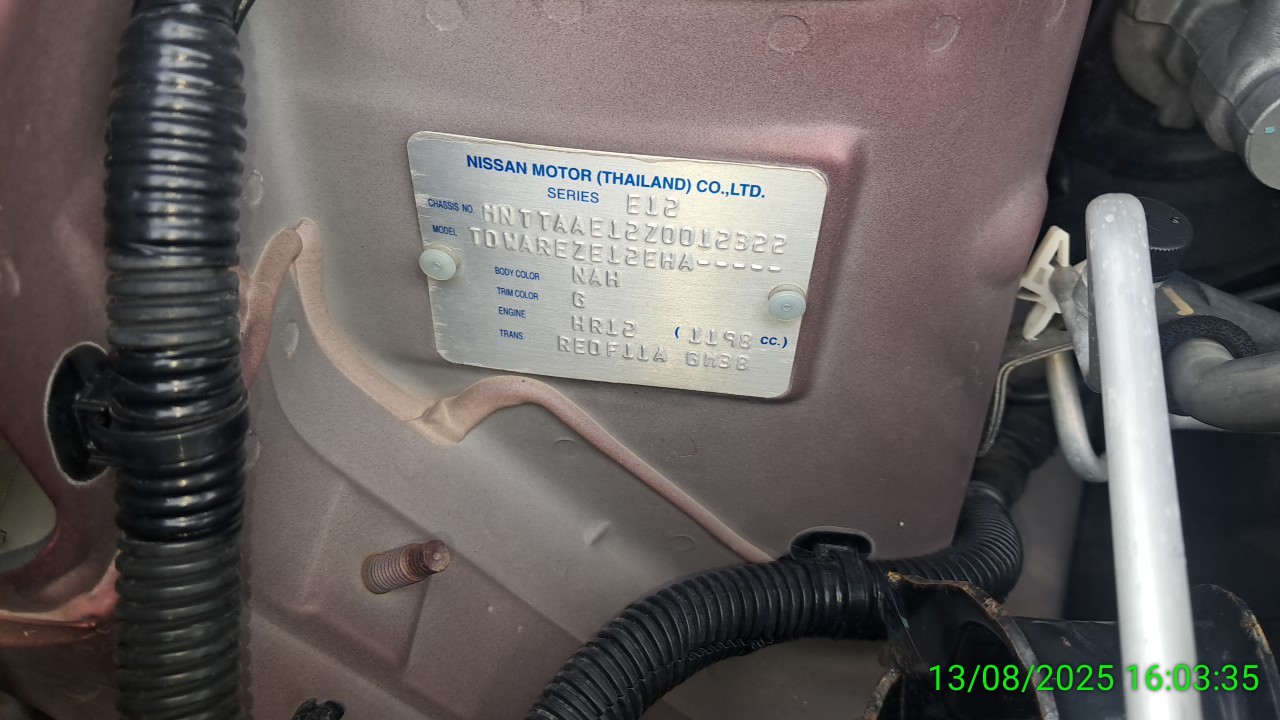 NISSAN MOTOR (THAILAND) CO.,LTD.
SERIES E12
CHASSIS NO. MNTTAAE12Z0012322
MODEL TDWAREZE12EHA-----
BODY COLOR NAH
TRIM COLOR G
ENGINE HR12 (1198 CC.)
TRANS RE0F11A GM38
13/08/2025 16:03:35